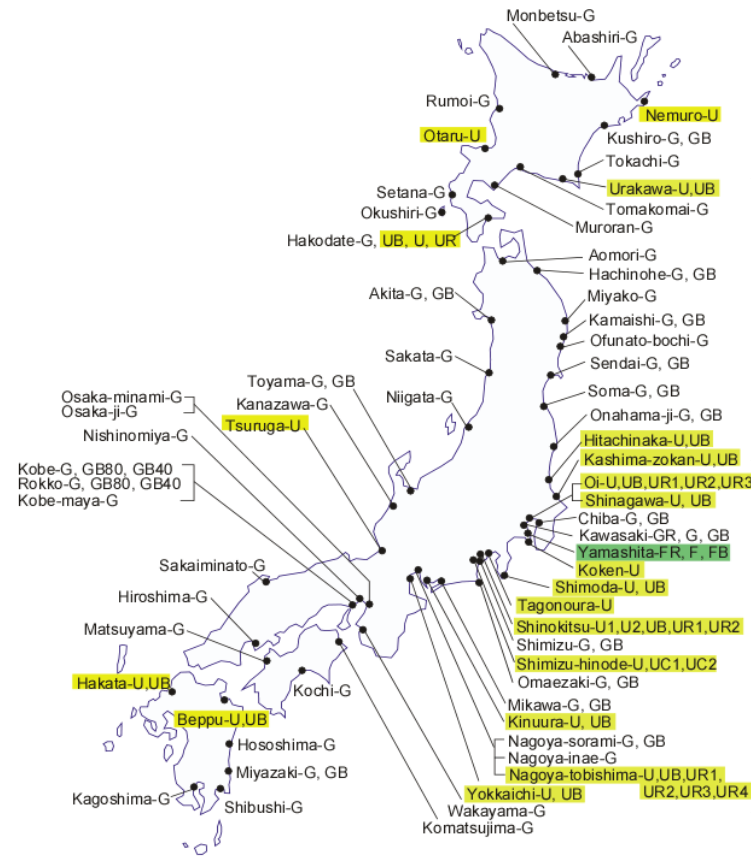 Monbetsu-G
Abashiri-G
Rumoi-G
Nemuro-U
Otaru-U
Kushiro-G, GB
Tokachi-G
Urakawa-U,UB
Setana-G
Okushiri-G
Tomakomai-G
Muroran-G
Hakodate-G, UB, U, UR
Aomori-G
Hachinohe-G, GB
Akita-G, GB
Miyako-G
Kamaishi-G, GB
Ofunato-bochi-G
Sakata-G
Sendai-G, GB
Toyama-G, GB
Osaka-minami-G
Osaka-ji-G
Kanazawa-G
Niigata-G
Soma-G, GB
Tsuruga-U
Onahama-ji-G, GB
Nishinomiya-G
Hitachinaka-U,UB
Kashima-zokan-U,UB
Kobe-G, GB80, GB40
Rokko-G, GB80, GB40
Kobe-maya-G
Oi-U,UB,UR1,UR2,UR3
Shinagawa-U, UB
Chiba-G, GB
Kawasaki-GR, G, GB
Yamashita-FR, F, FB
Koken-U
Sakaiminato-G
Shimoda-U, UB
Hiroshima-G
Tagonoura-U
Matsuyama-G
Shinokitsu-U1, U2, UB,UR1,UR2
Shimizu-G, GB
Shimizu-hinode-U, UC1, UC2
Hakata-U,UB
Kochi-G
Omaezaki-G, GB
Mikawa-G, GB
Beppu-U,UB
Kinuura-U, UB
Hososhima-G
Nagoya-sorami-G, GB
Nagoya-inae-G
Miyazaki-G, GB
Nagoya-tobishima-U,UB,UR1,
UR2,UR3,UR4
Kagoshima-G
Shibushi-G
Yokkaichi-U, UB
Wakayama-G
Komatsujima-G